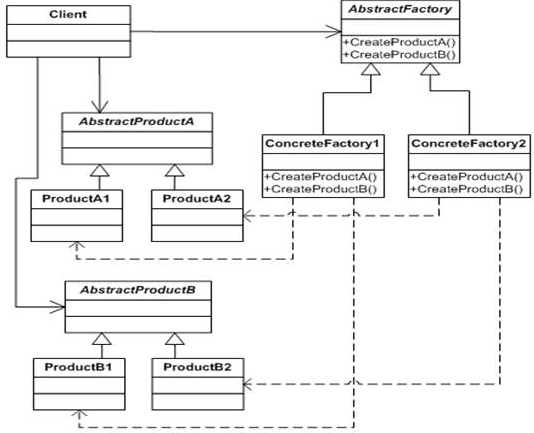 Client
AbstractFactory
+CreateProductA()
+CreateProductB()
AbstractProductA
ConcreteFactory1
ConcreteFactory2
+CreateProductA()
+CreateProductB()
+CreateProductA()
+CreateProductB()
ProductA1
ProductA2
AbstractProductB
ProductB1
ProductB2